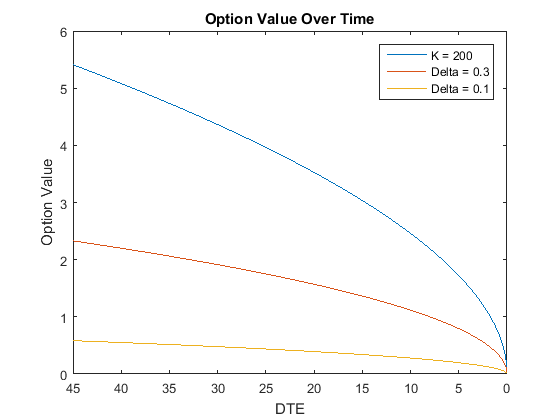 Option Value Over Time
Option Value
6
5
4
3
2
1
0
K = 200
Delta = 0.3
Delta = 0.1
45 40 35 30 25 20 15 10 5 0
DTE